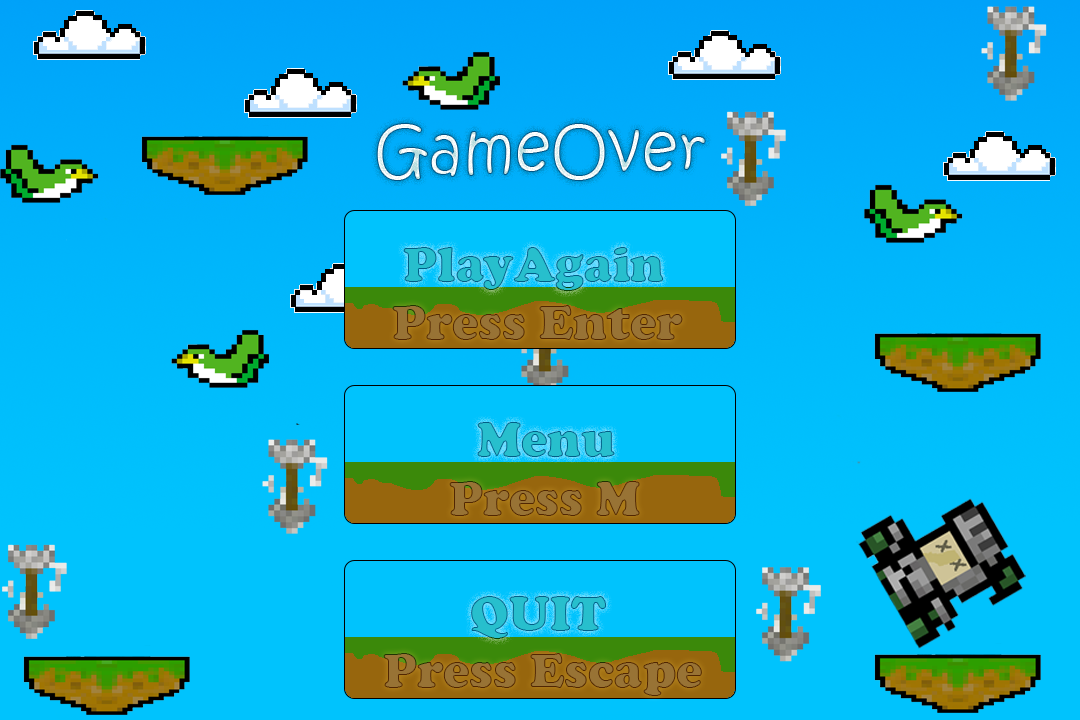 GameOver
PlayAgain
Press Enter
Menu
Press M
QUIT
Press Escape